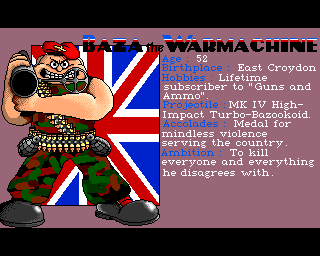 BAZA the WARMACHINE
Age : 52
Birthplace : East Croydon
Hobbies : Lifetime
subscriber to "Guns and
Ammo".
Projectile : MK IV High-
Impact Turbo-Bazookoid.
Accolades : Medal for
mindless violence
serving the country.
Ambition : To kill
everyone and everything
he disagrees with.